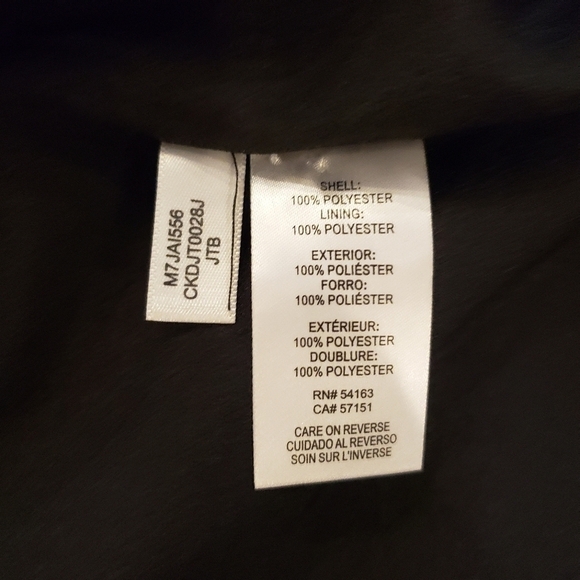 M7JAI556
CKDJT0028J
JTB
SHELL:
100% POLYESTER
LINING:
100% POLYESTER
EXTERIOR:
100% POLIÉSTER
FORRO:
100% POLIÉSTER
EXTÉRIEUR:
100% POLYESTER
DOUBLURE:
100% POLYESTER
RN# 54163
CA# 57151
CARE ON REVERSE
CUIDADO AL REVERSO
SOIN SUR L'INVERSE